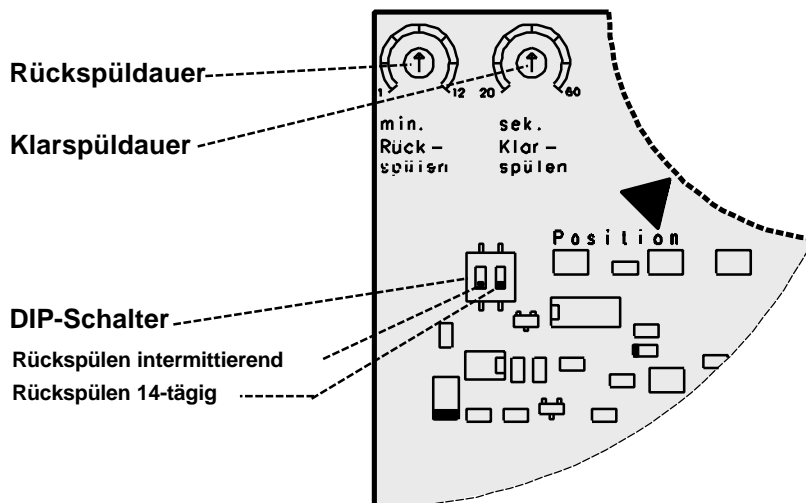 Rückspüldauer
Klarspüldauer
1 12 20 60
min. sek.
Rück- Klar-
spülen spülen
Position
DIP-Schalter
Rückspülen intermittierend
Rückspülen 14-tägig